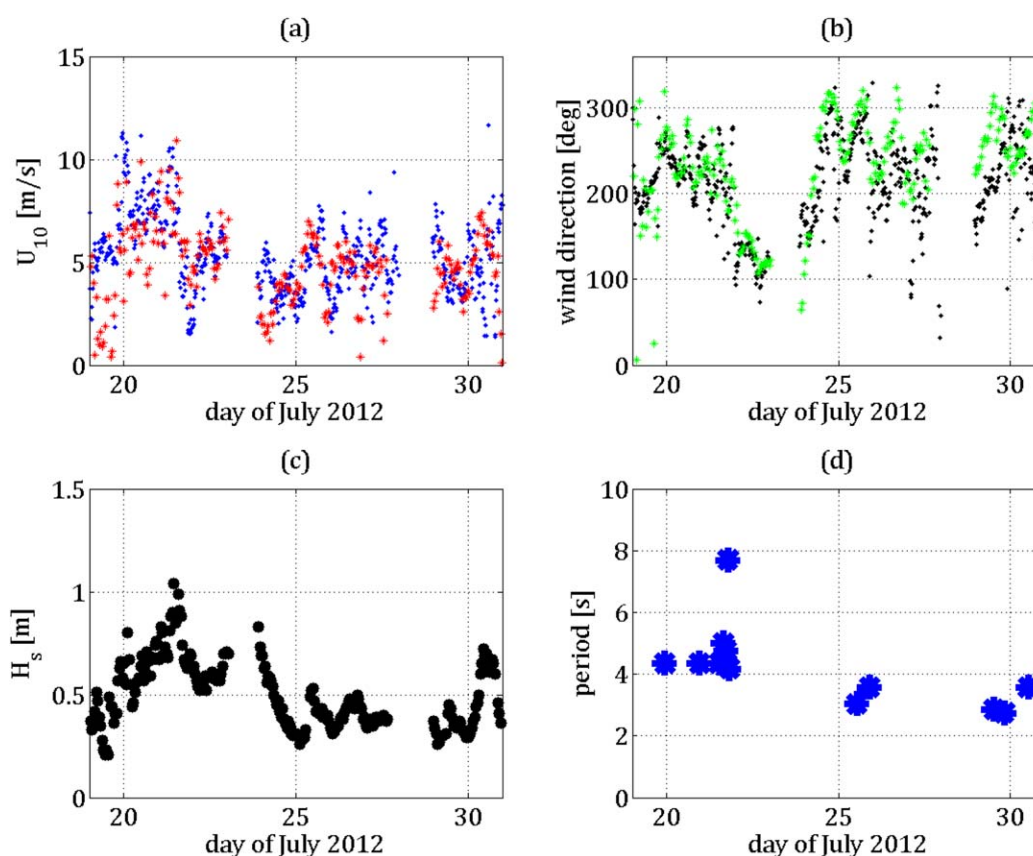 (a)
15
10
5
0
U10 [m/s]
20 25 30
day of July 2012
(b)
300
200
100
0
wind direction [deg]
20 25 30
day of July 2012
(c)
1.5
1
0.5
0
Hs [m]
20 25 30
day of July 2012
(d)
10
8
6
4
2
0
period [s]
20 25 30
day of July 2012